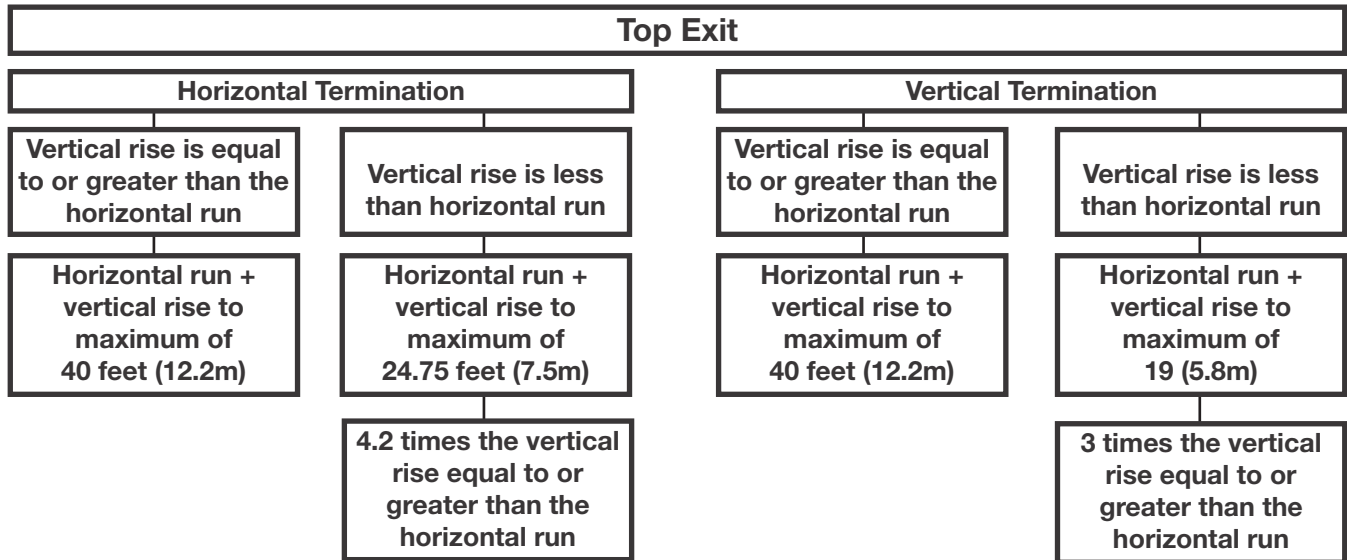 Top Exit
Horizontal Termination
Vertical Termination
Vertical rise is equal
to or greater than the
horizontal run
Vertical rise is less
than horizontal run
Vertical rise is equal
to or greater than the
horizontal run
Vertical rise is less
than horizontal run
Horizontal run +
vertical rise to
maximum of
40 feet (12.2m)
Horizontal run +
vertical rise to
maximum of
24.75 feet (7.5m)
Horizontal run +
vertical rise to
maximum of
40 feet (12.2m)
Horizontal run +
vertical rise to
maximum of
19 (5.8m)
4.2 times the vertical
rise equal to or
greater than the
horizontal run
3 times the vertical
rise equal to or
greater than the
horizontal run